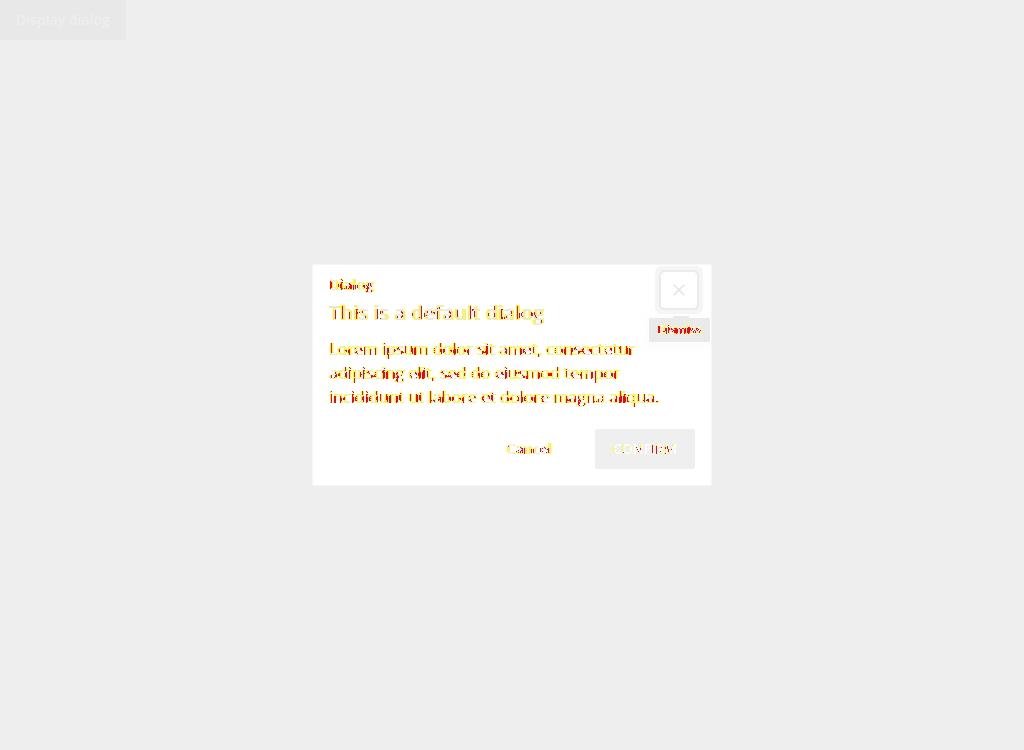 Display dialog
Dialog
This is a default dialog
Dismiss
Lorem ipsum dolor sit amet, consectetur
adipiscing elit, sed do eiusmod tempor
incididunt ut labore et dolore magna aliqua.
Cancel
CONFIRM